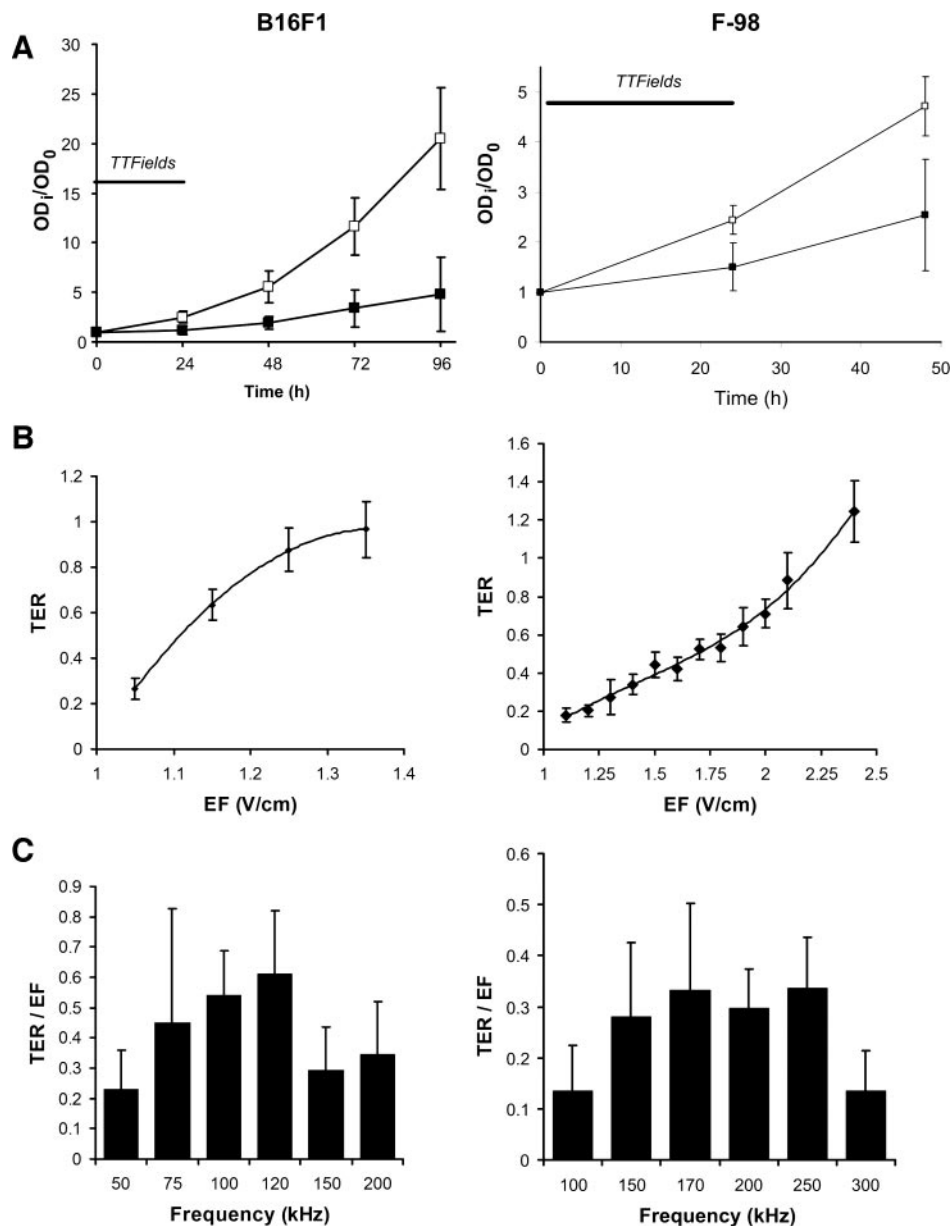 B16F1
F-98
A
30
25
20
15
10
5
0
ODi/OD0
TTFields
0 24 48 72 96
Time (h)
5
4
3
2
1
0
ODi/OD0
TTFields
0 10 20 30 40 50
Time (h)
B
1.2
1
0.8
0.6
0.4
0.2
0
TER
1 1.1 1.2 1.3 1.4
EF (V/cm)
1.6
1.4
1.2
1
0.8
0.6
0.4
0.2
0
TER
1 1.25 1.5 1.75 2 2.25 2.5
EF (V/cm)
C
0.9
0.8
0.7
0.6
0.5
0.4
0.3
0.2
0.1
0
TER / EF
50 75 100 120 150 200
Frequency (kHz)
0.6
0.5
0.4
0.3
0.2
0.1
0
TER / EF
100 150 170 200 250 300
Frequency (kHz)